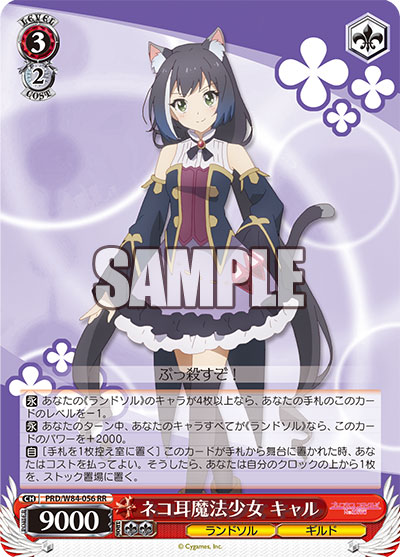 LEVEL
3
2
COST
SAMPLE
ぶっ殺すぞ!
永 あなたの《ランドソル》のキャラが4枚以上なら、あなたの手札のこのカードのレベルを-1。
永 あなたのターン中、あなたのキャラすべてが《ランドソル》なら、このカードのパワーを+2000。
自 [手札を1枚控え室に置く] このカードが手札から舞台に置かれた時、あなたはコストを払ってよい。そうしたら、あなたは自分のクロックの上から1枚を、ストック置場に置く。
CH PRD/W84-056 RR
ネコ耳魔法少女 キャル
POWER
9000
SOUL
ランドソル
ギルド
© Cygames, Inc.